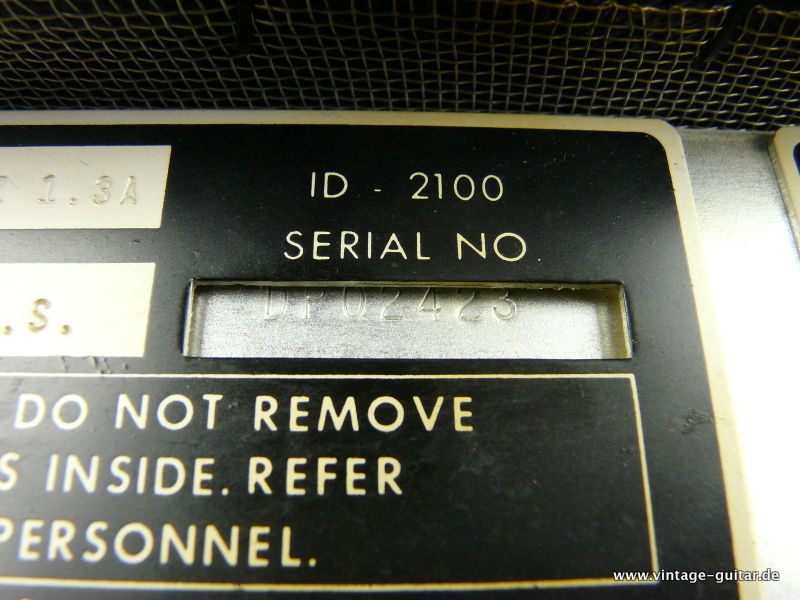 1.3A
ID - 2100
SERIAL NO
DP02423
.S.
DO NOT REMOVE
S INSIDE. REFER
PERSONNEL.
www.vintage-guitar.de